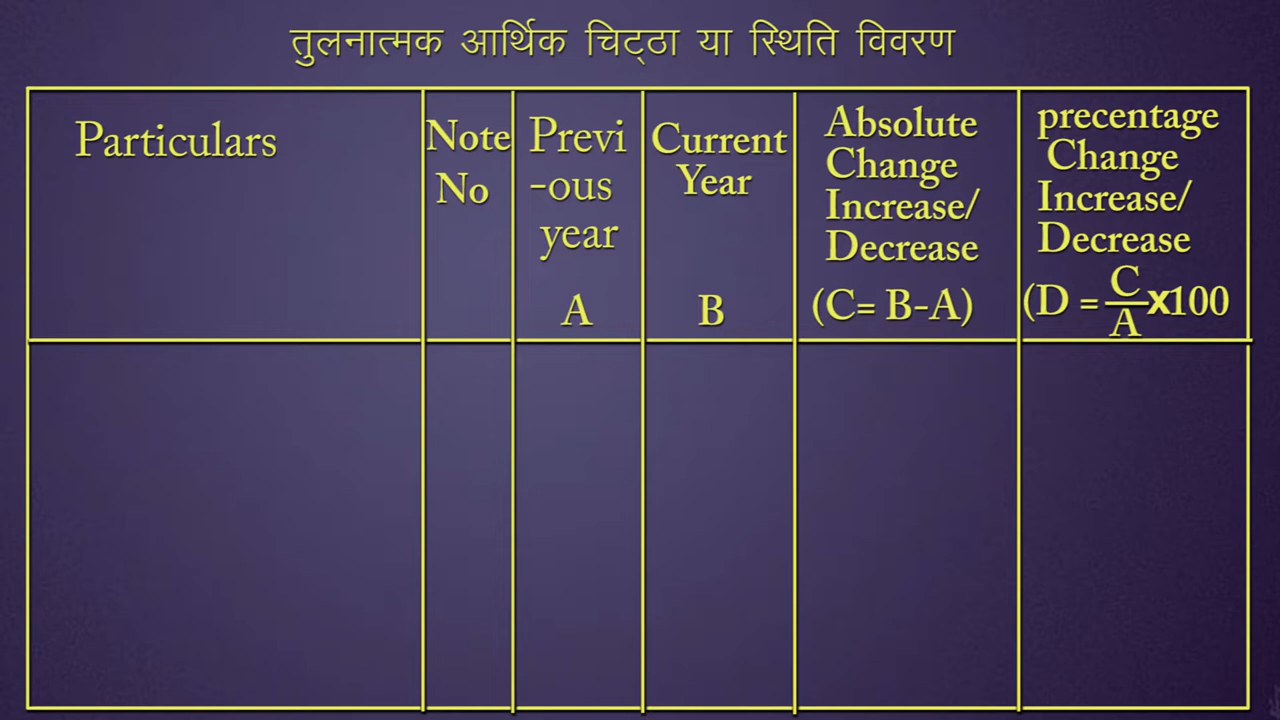 तुलनात्मक आर्थिक चिट्ठा या स्थिति विवरण
Particulars
Note
No
Previ
-ous
year
A
Current
Year
B
Absolute
Change
Increase/
Decrease
(C= B-A)
precentage
Change
Increase/
Decrease
(D = C/A x100